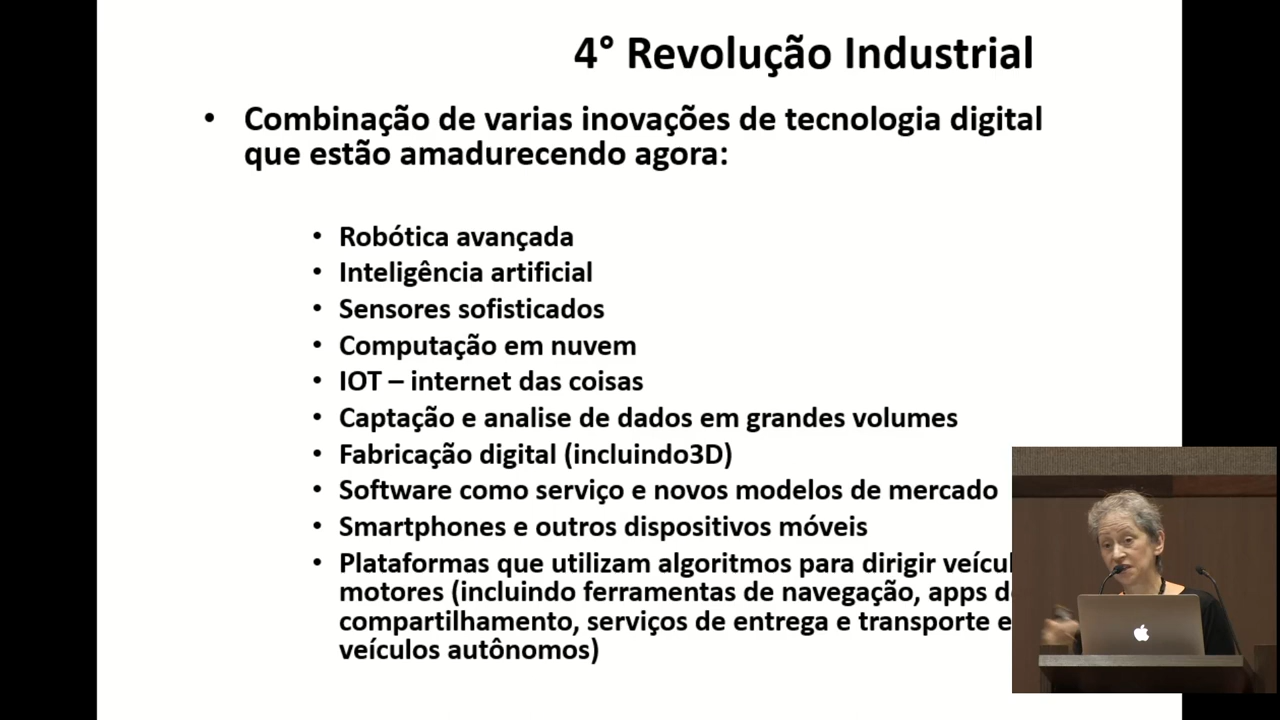 4° Revolução Industrial
• Combinação de varias inovações de tecnologia digital
que estão amadurecendo agora:
• Robótica avançada
• Inteligência artificial
• Sensores sofisticados
• Computação em nuvem
• IOT – internet das coisas
• Captação e analise de dados em grandes volumes
• Fabricação digital (incluindo3D)
• Software como serviço e novos modelos de mercado
• Smartphones e outros dispositivos móveis
• Plataformas que utilizam algoritmos para dirigir
motores (incluindo ferramentas de navegação, apps
compartilhamento, serviços de entrega e transporte e
veículos autônomos)